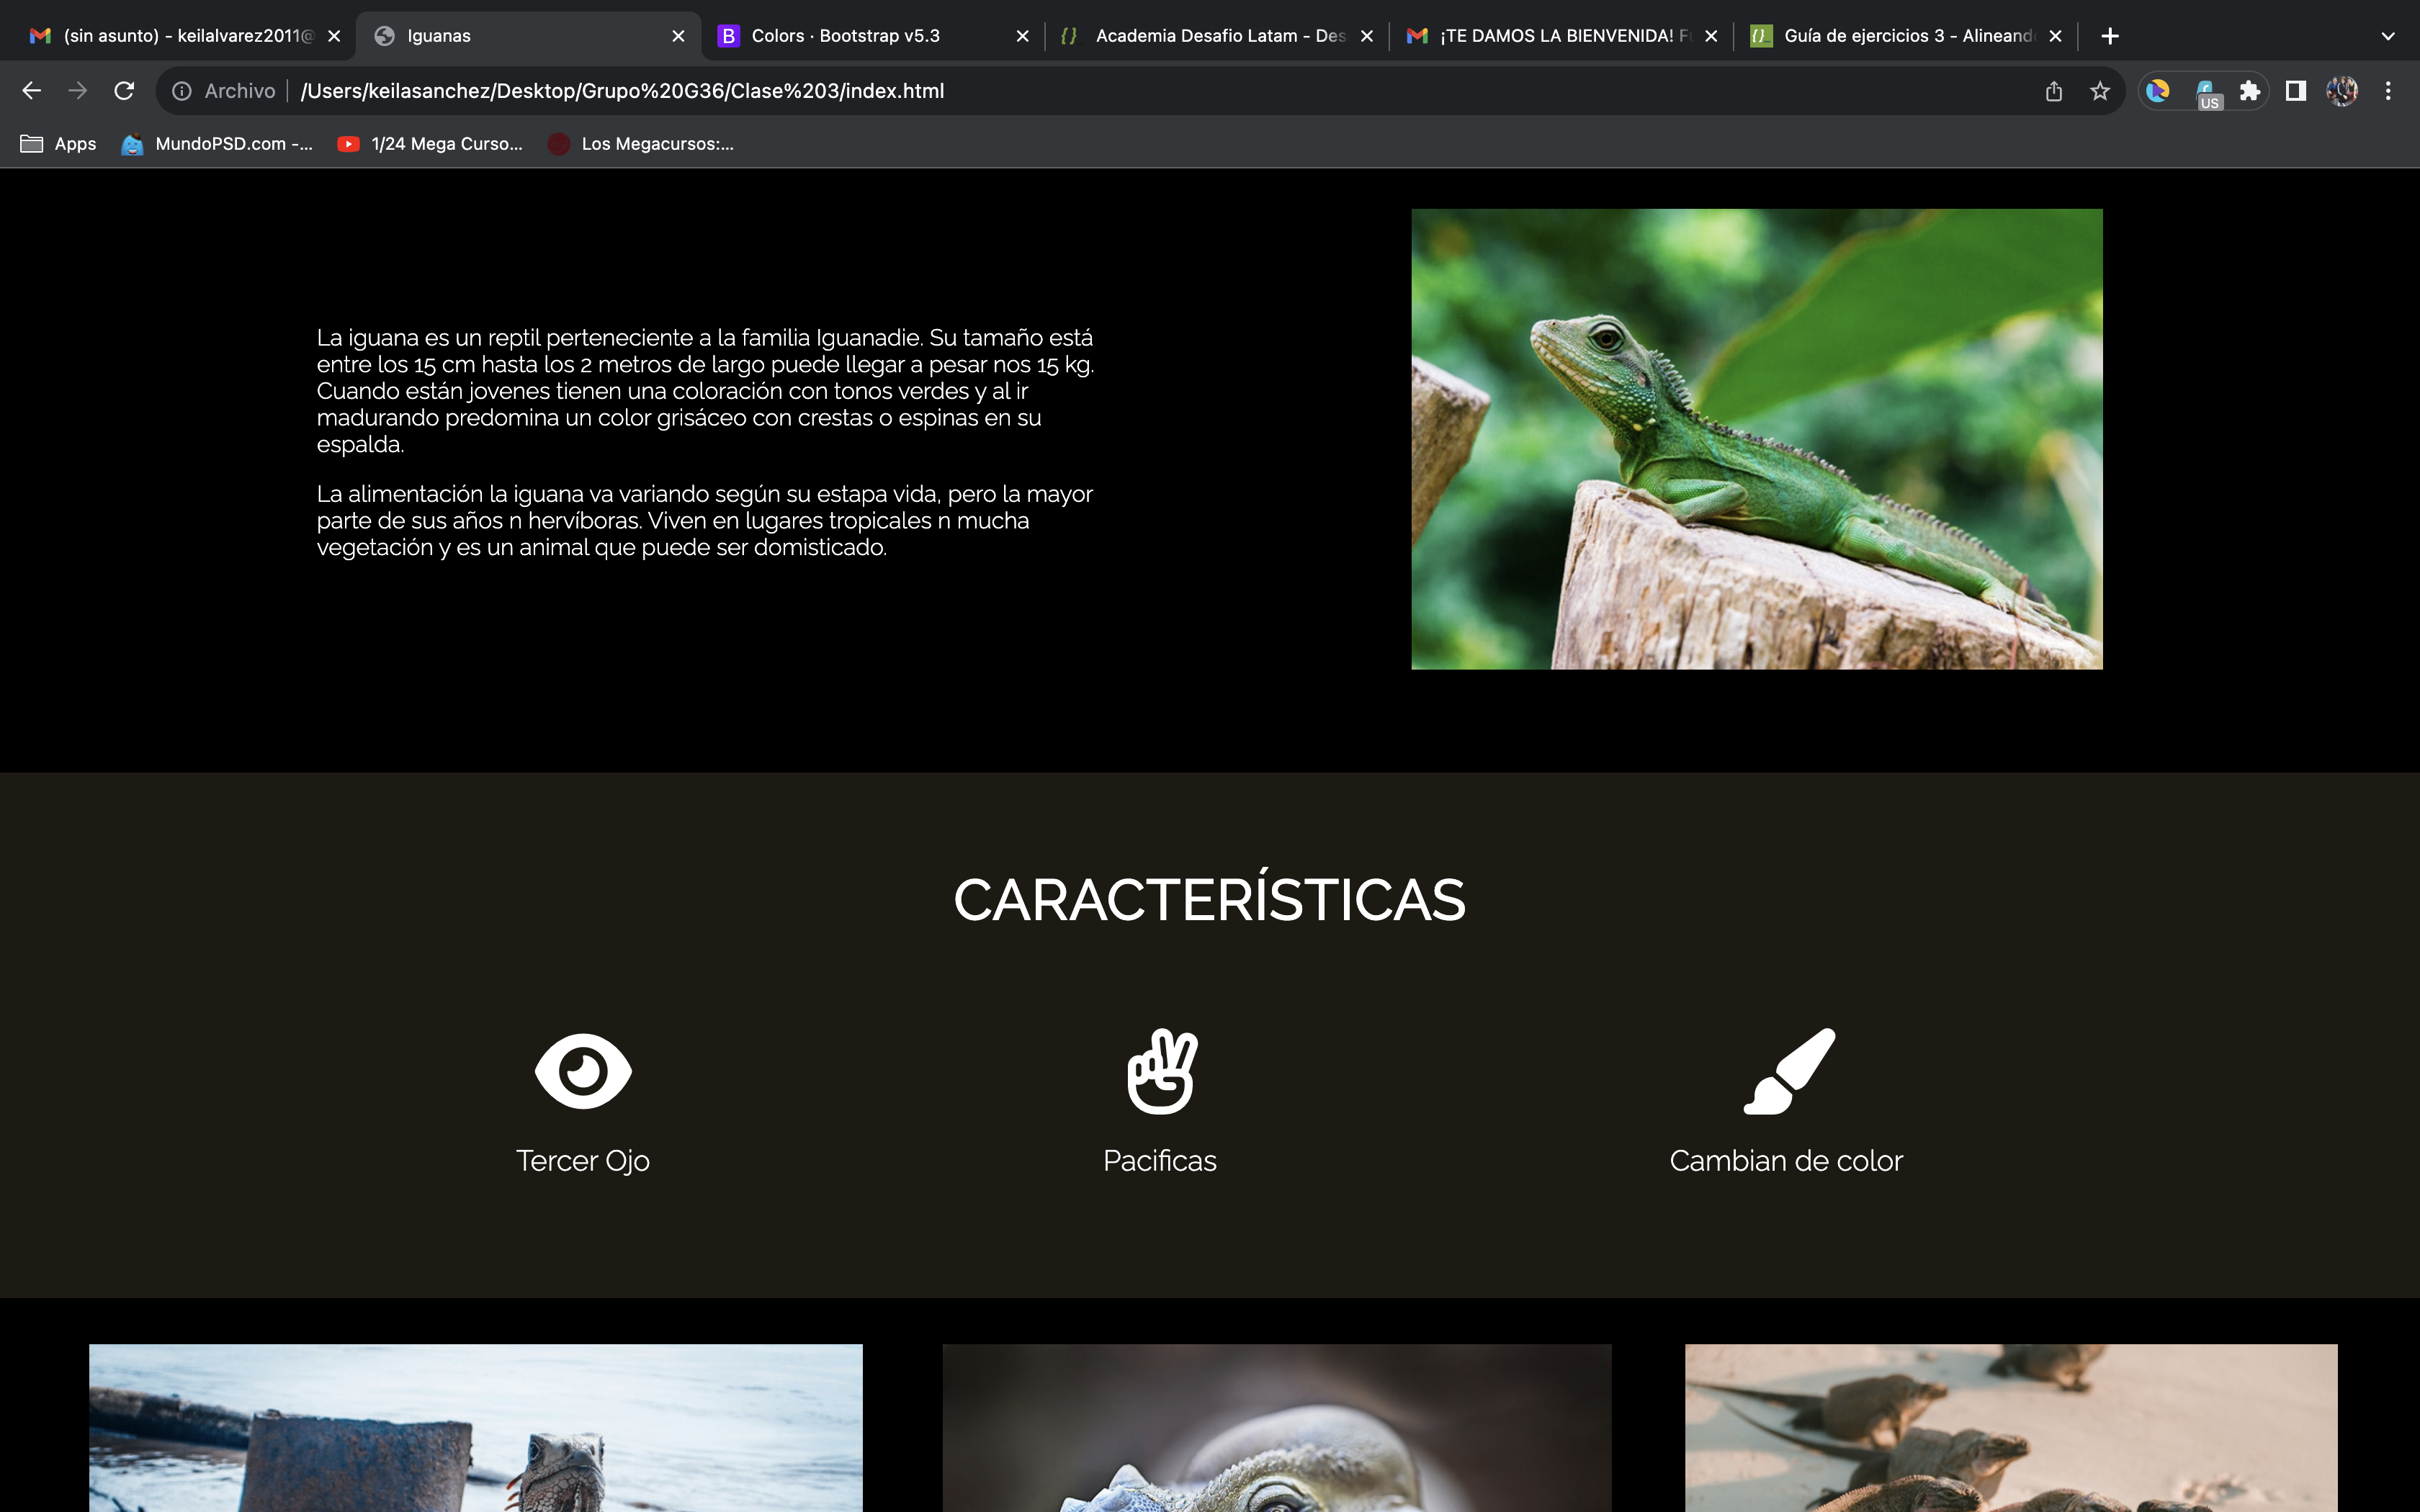 (sin asunto) - keilalvarez2011@
Iguanas
Colors · Bootstrap v5.3
Academia Desafio Latam - Des
¡TE DAMOS LA BIENVENIDA! F
Guía de ejercicios 3 - Alineand
Archivo
/Users/keilasanchez/Desktop/Grupo%20G36/Clase%203/index.html
US
Apps
MundoPSD.com -...
1/24 Mega Curso...
Los Megacursos:...
La iguana es un reptil perteneciente a la familia Iguanadie. Su tamaño está
entre los 15 cm hasta los 2 metros de largo puede llegar a pesar nos 15 kg.
Cuando están jovenes tienen una coloración con tonos verdes y al ir
madurando predomina un color grisáceo con crestas o espinas en su
espalda.
La alimentación la iguana va variando según su estapa vida, pero la mayor
parte de sus años n hervíboras. Viven en lugares tropicales n mucha
vegetación y es un animal que puede ser domisticado.
CARACTERÍSTICAS
Tercer Ojo
Pacificas
Cambian de color